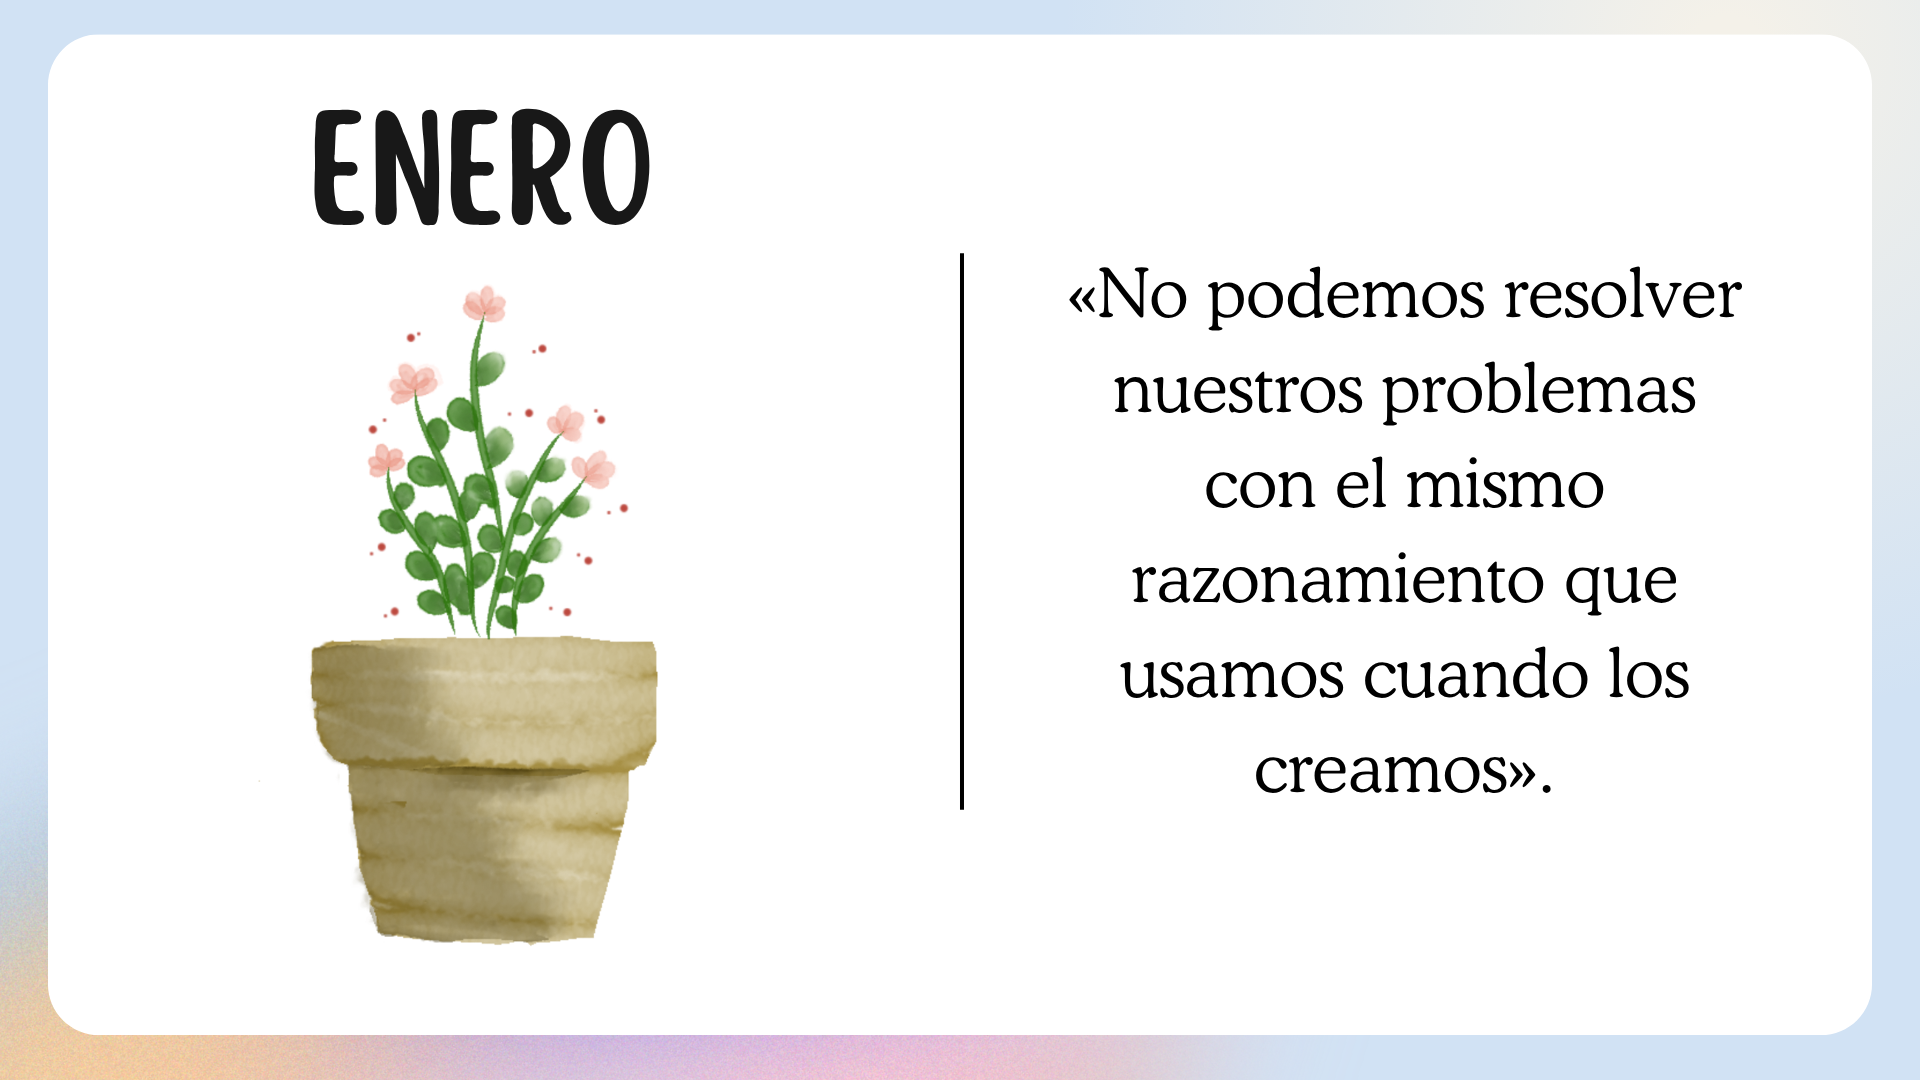 ENERO
«No podemos resolver
nuestros problemas
con el mismo
razonamiento que
usamos cuando los
creamos».